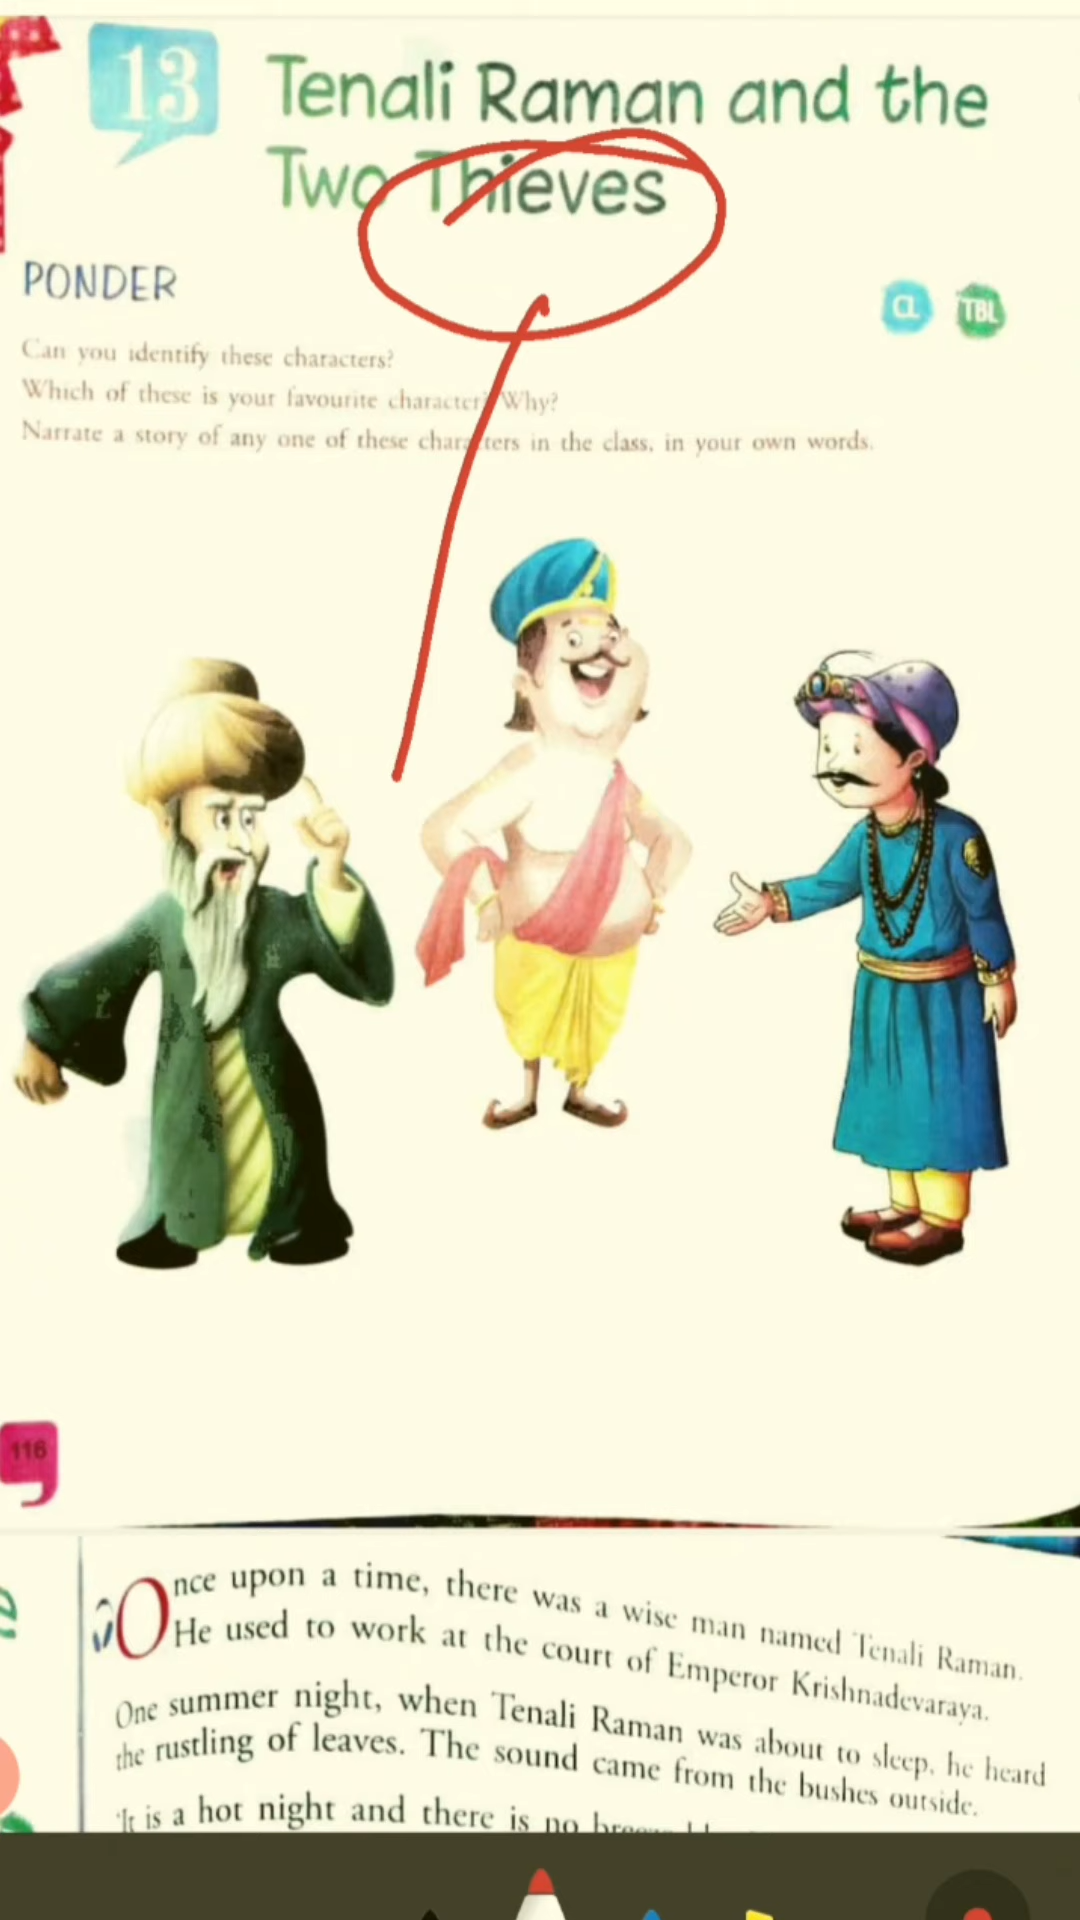 13
Tenali Raman and the
Two Thieves
PONDER
a TBL
Can you identify these characters?
Which of these is your favourite character? Why?
Narrate a story of any one of these characters in the class, in your own words.
116
Once upon a time, there was a wise man named Tenali Raman.
He used to work at the court of Emperor Krishnadevaraya.
One summer night, when Tenali Raman was about to sleep, he heard
the rustling of leaves. The sound came from the bushes outside.
'It is a hot night and there is no